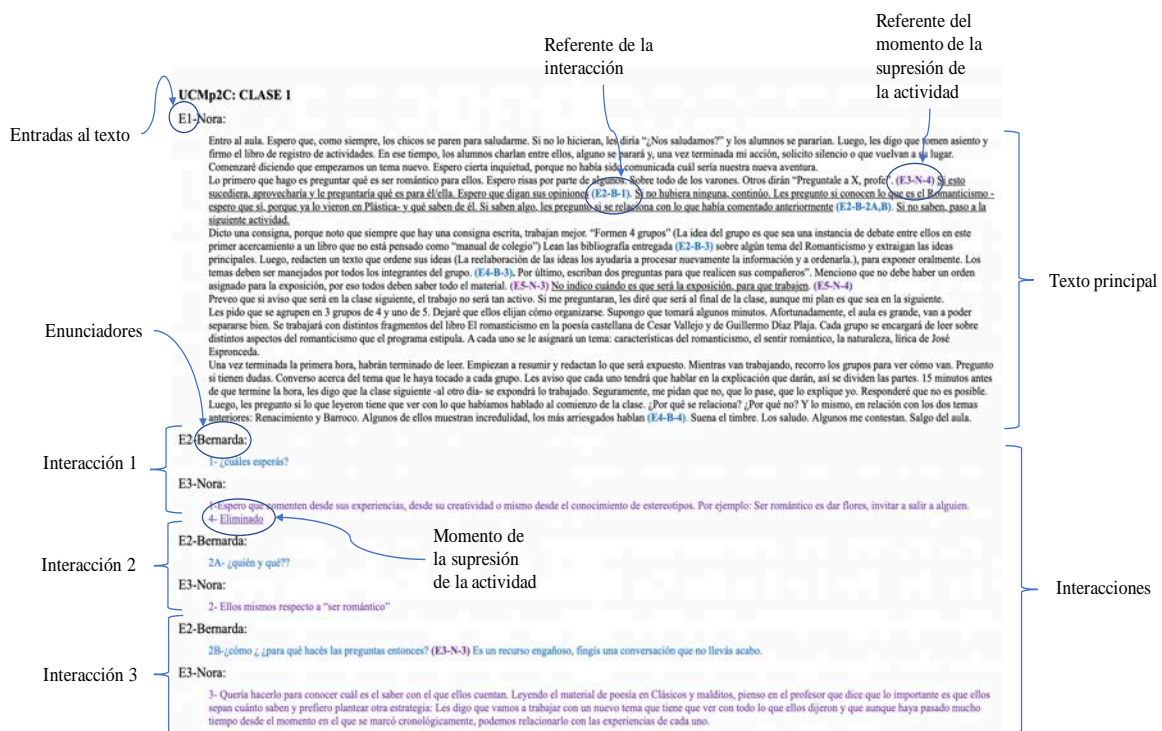 Referente de la
interacción
Referente del
momento de la
supresión de
la actividad
Entradas al texto
UCMp2C: CLASE 1
E1-Nora:
Entro al aula. Espero que, como siempre, los chicos se paren para saludarme. Si no lo hicieran, les diría “¿Nos saludamos?” y los alumnos se pararían. Luego, les digo que tomen asiento y
firmo el libro de registro de actividades. En ese tiempo, los alumnos charlan entre ellos, alguno se parará y, una vez terminada mi acción, solicito silencio o que vuelvan a su lugar.
Comenzaré diciendo que empezamos un tema nuevo. Espero cierta inquietud, porque no había sido comunicada cuál sería nuestra nueva aventura.
Lo primero que hago es preguntar qué es ser romántico para ellos. Espero risas por parte de algunos. Sobre todo de los varones. Otros dirán “Preguntale a X, profe”. (E3-N-4) Si esto
sucediera, aprovecharía y le preguntaría qué es para él/ella. Espero que digan sus opiniones (E2-B-1). Si no hubiera ninguna, continúo. Les pregunto si conocen lo que es el Romanticismo -
espero que sí, porque ya lo vieron en Plástica- y qué saben de él. Si saben algo, les pregunto si se relaciona con lo que había comentado anteriormente (E2-B-2A,B). Si no saben, paso a la
siguiente actividad.
Dicto una consigna, porque noto que siempre que hay una consigna escrita, trabajan mejor. “Formen 4 grupos” (La idea del grupo es que sea una instancia de debate entre ellos en este
primer acercamiento a un libro que no está pensado como “manual de colegio”) Lean las bibliografía entregada (E2-B-3) sobre algún tema del Romanticismo y extraigan las ideas
principales. Luego, redacten un texto que ordene sus ideas (La reelaboración de las ideas los ayudaría a procesar nuevamente la información y a ordenarla.), para exponer oralmente. Los
temas deben ser manejados por todos los integrantes del grupo. (E4-B-3). Por último, escriban dos preguntas para que realicen sus compañeros”. Menciono que no debe haber un orden
asignado para la exposición, por eso todos deben saber todo el material. (E5-N-3) No indico cuándo es que será la exposición, para que trabajen. (E5-N-4)
Preveo que si aviso que será en la clase siguiente, el trabajo no será tan activo. Si me preguntaran, les diré que será al final de la clase, aunque mi plan es que sea en la siguiente.
Les pido que se agrupen en 3 grupos de 4 y uno de 5. Dejaré que ellos elijan cómo organizarse. Supongo que tomará algunos minutos. Afortunadamente, el aula es grande, van a poder
separarse bien. Se trabajará con distintos fragmentos del libro El romanticismo en la poesía castellana de Cesar Vallejo y de Guillermo Díaz Plaja. Cada grupo se encargará de leer sobre
distintos aspectos del romanticismo que el programa estipula. A cada uno se le asignará un tema: características del romanticismo, el sentir romántico, la naturaleza, lírica de José
Espronceda.
Una vez terminada la primera hora, habrán terminado de leer. Empiezan a resumir y redactan lo que será expuesto. Mientras van trabajando, recorro los grupos para ver cómo van. Pregunto
si tienen dudas. Converso acerca del tema que le haya tocado a cada grupo. Les aviso que cada uno tendrá que hablar en la explicación que darán, así se dividen las partes. 15 minutos antes
de que termine la hora, les digo que la clase siguiente -al otro día- se expondrá lo trabajado. Seguramente, me pidan que no, que lo pase, que lo explique yo. Responderé que no es posible.
Luego, les pregunto si lo que leyeron tiene que ver con lo que habíamos hablado al comienzo de la clase. ¿Por qué se relaciona? ¿Por qué no? Y lo mismo, en relación con los dos temas
anteriores: Renacimiento y Barroco. Algunos de ellos muestran incredulidad, los más arriesgados hablan (E4-B-4). Suena el timbre. Los saludo. Algunos me contestan. Salgo del aula.
Texto principal
Enunciadores
E2-Bernarda:
1- ¿cuáles esperás?
Interacción 1
E3-Nora:
1-Espero que comenten desde sus experiencias, desde su creatividad o mismo desde el conocimiento de estereotipos. Por ejemplo: Ser romántico es dar flores, invitar a salir a alguien.
4- Eliminado
Momento de
la supresión
de la actividad
E2-Bernarda:
2A- ¿quién y qué??
Interacción 2
E3-Nora:
2- Ellos mismos respecto a “ser romántico”
Interacciones
E2-Bernarda:
2B-¿cómo ¿ ¿para qué hacés las preguntas entonces? (E3-N-3) Es un recurso engañoso, fingís una conversación que no llevás acabo.
Interacción 3
E3-Nora:
3- Quería hacerlo para conocer cuál es el saber con el que ellos cuentan. Leyendo el material de poesía en Clásicos y malditos, pienso en el profesor que dice que lo importante es que ellos
sepan cuánto saben y prefiero plantear otra estrategia: Les digo que vamos a trabajar con un nuevo tema que tiene que ver con todo lo que ellos dijeron y que aunque haya pasado mucho
tiempo desde el momento en el que se marcó cronológicamente, podemos relacionarlo con las experiencias de cada uno.